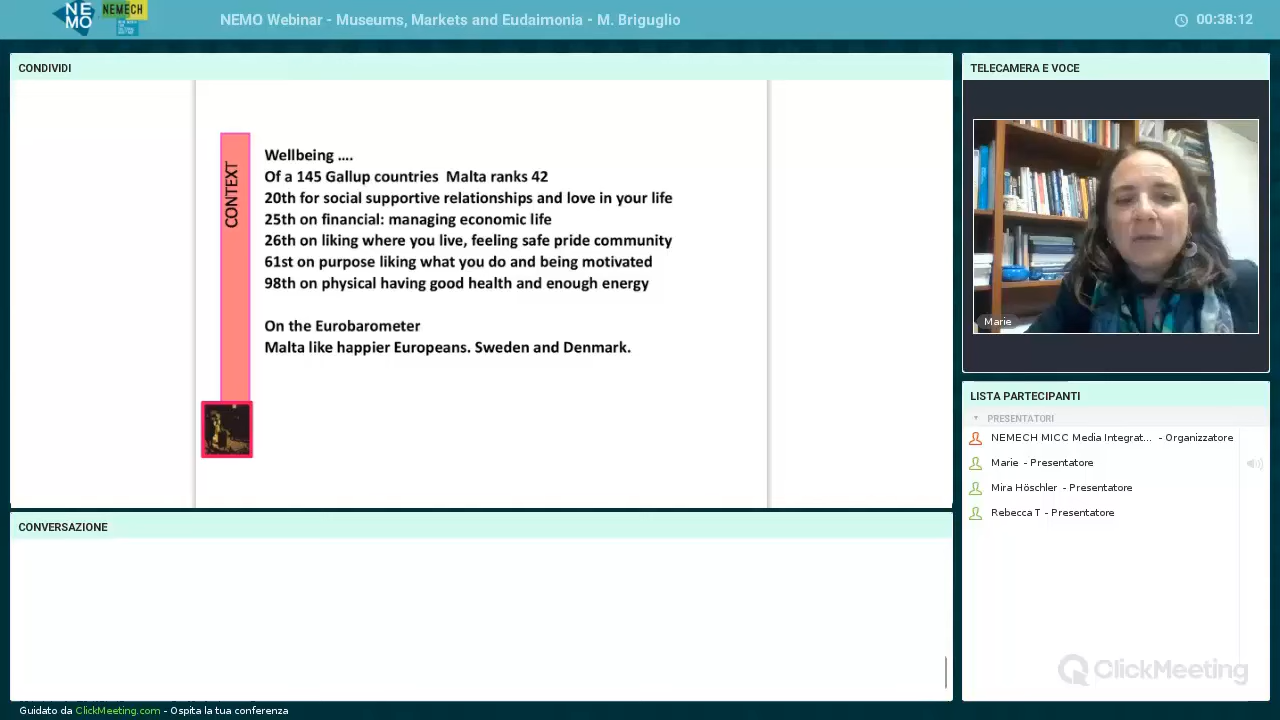 NE
MO
NEMECH
NEMO Webinar - Museums, Markets and Eudaimonia - M. Briguglio
00:38:12
CONDIVIDI
CONTEXT
Wellbeing ....
Of a 145 Gallup countries Malta ranks 42
20th for social supportive relationships and love in your life
25th on financial: managing economic life
26th on liking where you live, feeling safe pride community
61st on purpose liking what you do and being motivated
98th on physical having good health and enough energy
On the Eurobarometer
Malta like happier Europeans. Sweden and Denmark.
TELECAMERA E VOCE
Marie
LISTA PARTECIPANTI
PRESENTATORI
NEMECH MICC Media Integrat... - Organizzatore
Marie - Presentatore
Mira Höschler - Presentatore
Rebecca T - Presentatore
CONVERSAZIONE
ClickMeeting
Guidato da ClickMeeting.com - Ospita la tua conferenza